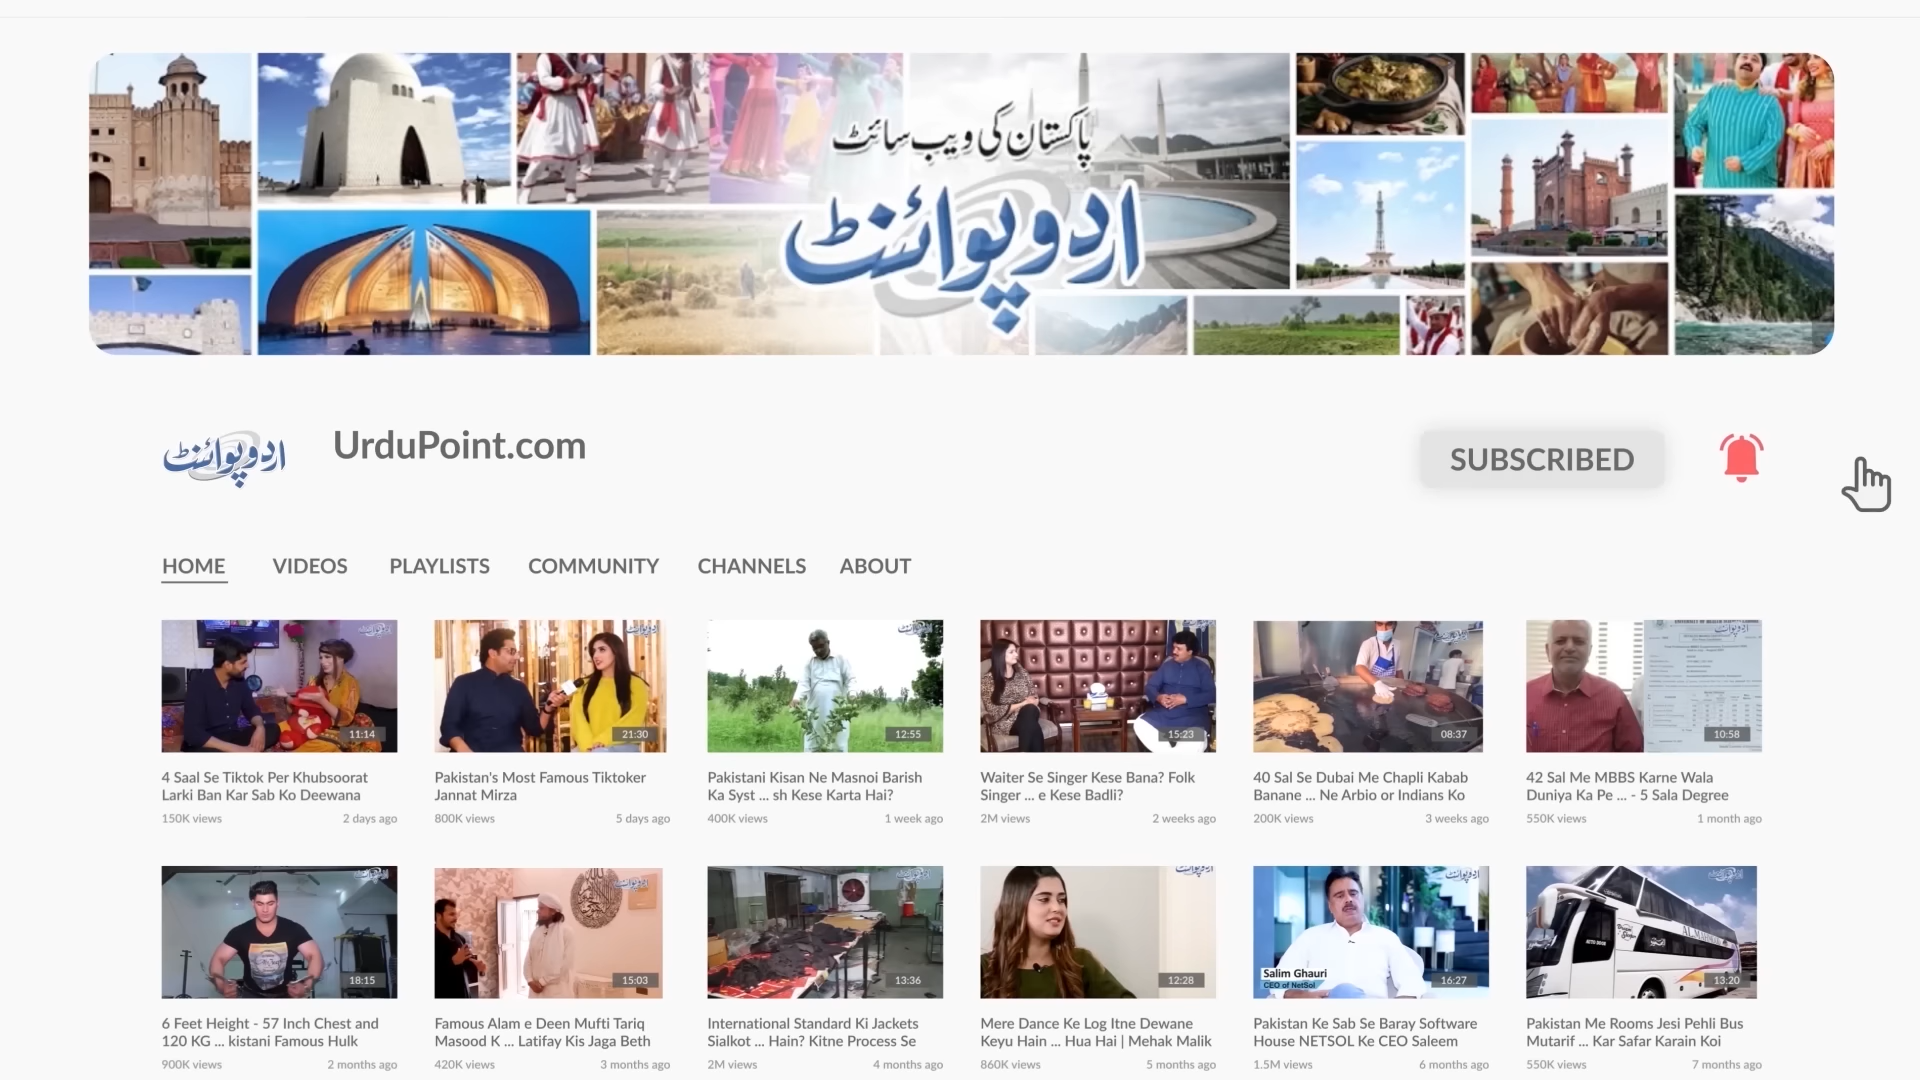 پاکستان کی ویب سائٹ
اردو پوائنٹ
اردو پوائنٹ
UrduPoint.com
SUBSCRIBED
HOME VIDEOS PLAYLISTS COMMUNITY CHANNELS ABOUT
11:14
21:30
12:55
15:23
08:37
10:58
4 Saal Se Tiktok Per Khubsoorat
Larki Ban Kar Sab Ko Deewana
150K views 2 days ago
Pakistan's Most Famous Tiktoker
Jannat Mirza
800K views 5 days ago
Pakistani Kisan Ne Masnoi Barish
Ka Syst ... sh Kese Karta Hai?
400K views 1 week ago
Waiter Se Singer Kese Bana? Folk
Singer ... e Kese Badli?
2M views 2 weeks ago
40 Sal Se Dubai Me Chapli Kabab
Banane ... Ne Arbio or Indians Ko
200K views 3 weeks ago
42 Sal Me MBBS Karne Wala
Duniya Ka Pe ... - 5 Sala Degree
550K views 1 month ago
18:15
15:03
13:36
12:28
Salim Ghauri
CEO of NetSol
16:27
13:20
6 Feet Height - 57 Inch Chest and
120 KG ... kistani Famous Hulk
900K views 2 months ago
Famous Alam e Deen Mufti Tariq
Masood K ... Latifay Kis Jaga Beth
420K views 3 months ago
International Standard Ki Jackets
Sialkot ... Hain? Kitne Process Se
2M views 4 months ago
Mere Dance Ke Log Itne Dewane
Keyu Hain ... Hua Hai | Mehak Malik
860K views 5 months ago
Pakistan Ke Sab Se Baray Software
House NETSOL Ke CEO Saleem
1.5M views 6 months ago
Pakistan Me Rooms Jesi Pehli Bus
Mutarif ... Kar Safar Karain Koi
550K views 7 months ago